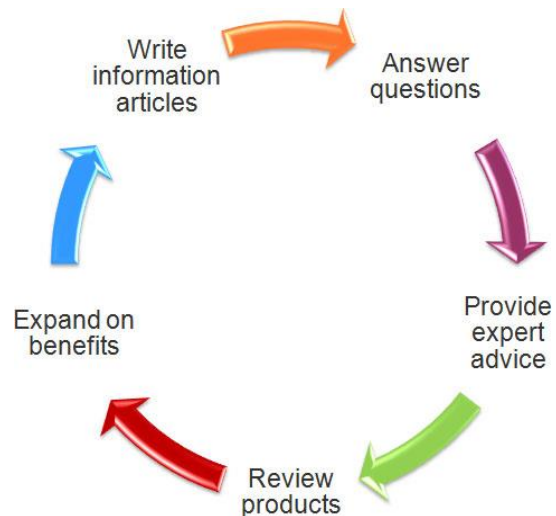 Write
information
articles
Answer
questions
Provide
expert
advice
Review
products
Expand on
benefits